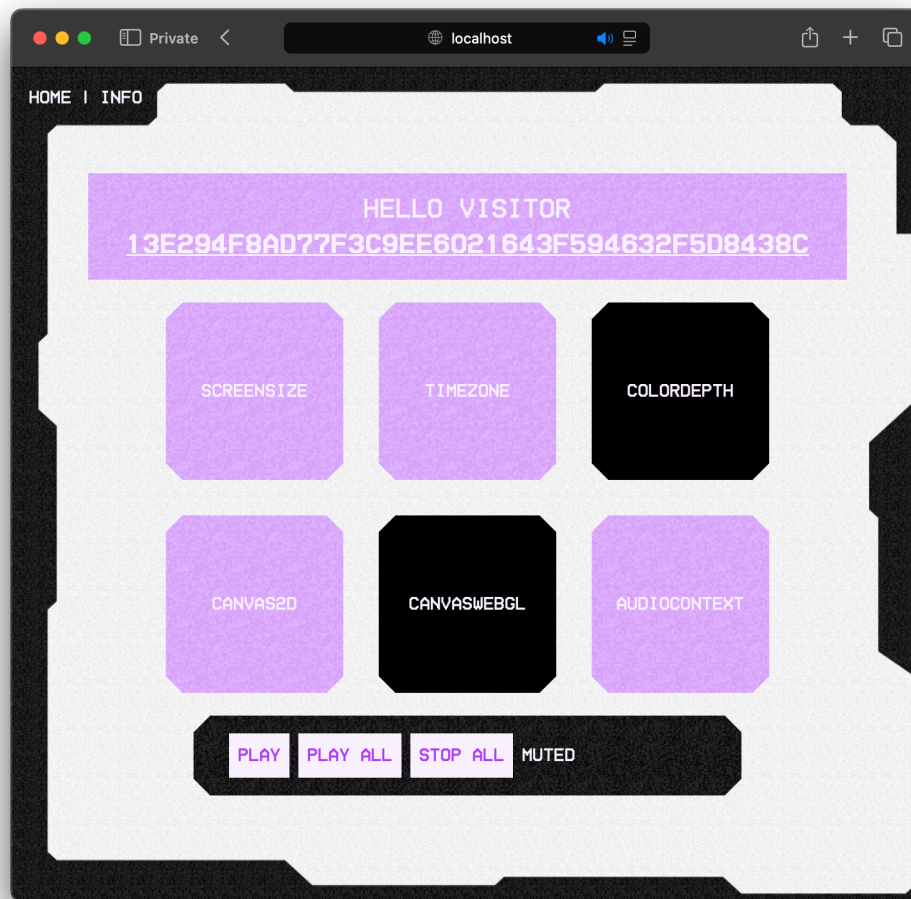 Private
localhost
HOME | INFO
HELLO VISITOR
13E294F8AD77F3C9EE6021643F594632F5D8438C
SCREENSIZE
TIMEZONE
COLORDEPTH
CANVAS2D
CANVASWEBGL
AUDIOCONTEXT
PLAY PLAY ALL STOP ALL MUTED